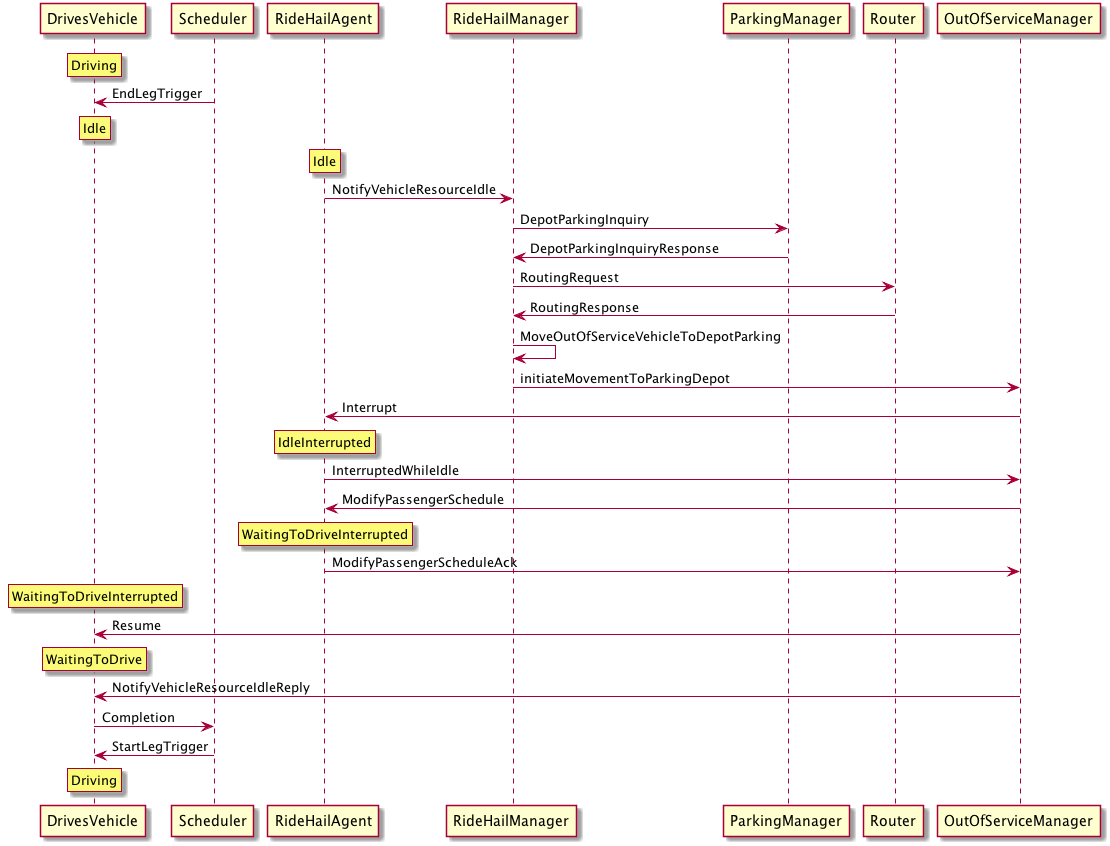 DrivesVehicle Scheduler RideHailAgent RideHailManager ParkingManager Router OutOfServiceManager
Driving
EndLegTrigger
Idle
Idle
NotifyVehicleResourceIdle
DepotParkingInquiry
DepotParkingInquiryResponse
RoutingRequest
RoutingResponse
MoveOutOfServiceVehicleToDepotParking
initiateMovementToParkingDepot
Interrupt
IdleInterrupted
InterruptedWhileIdle
ModifyPassengerSchedule
WaitingToDriveInterrupted
ModifyPassengerScheduleAck
WaitingToDriveInterrupted
Resume
WaitingToDrive
NotifyVehicleResourceIdleReply
Completion
StartLegTrigger
Driving
DrivesVehicle Scheduler RideHailAgent RideHailManager ParkingManager Router OutOfServiceManager